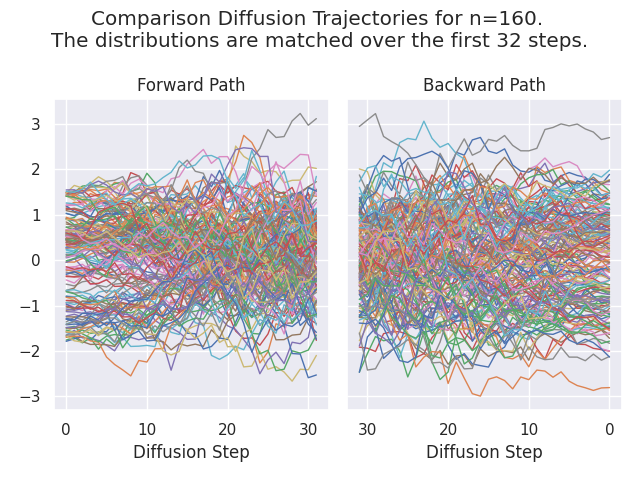 Comparison Diffusion Trajectories for n=160.
The distributions are matched over the first 32 steps.
Forward Path
Backward Path
3
2
1
0
−1
−2
−3
0 10 20 30
30 20 10 0
Diffusion Step
Diffusion Step